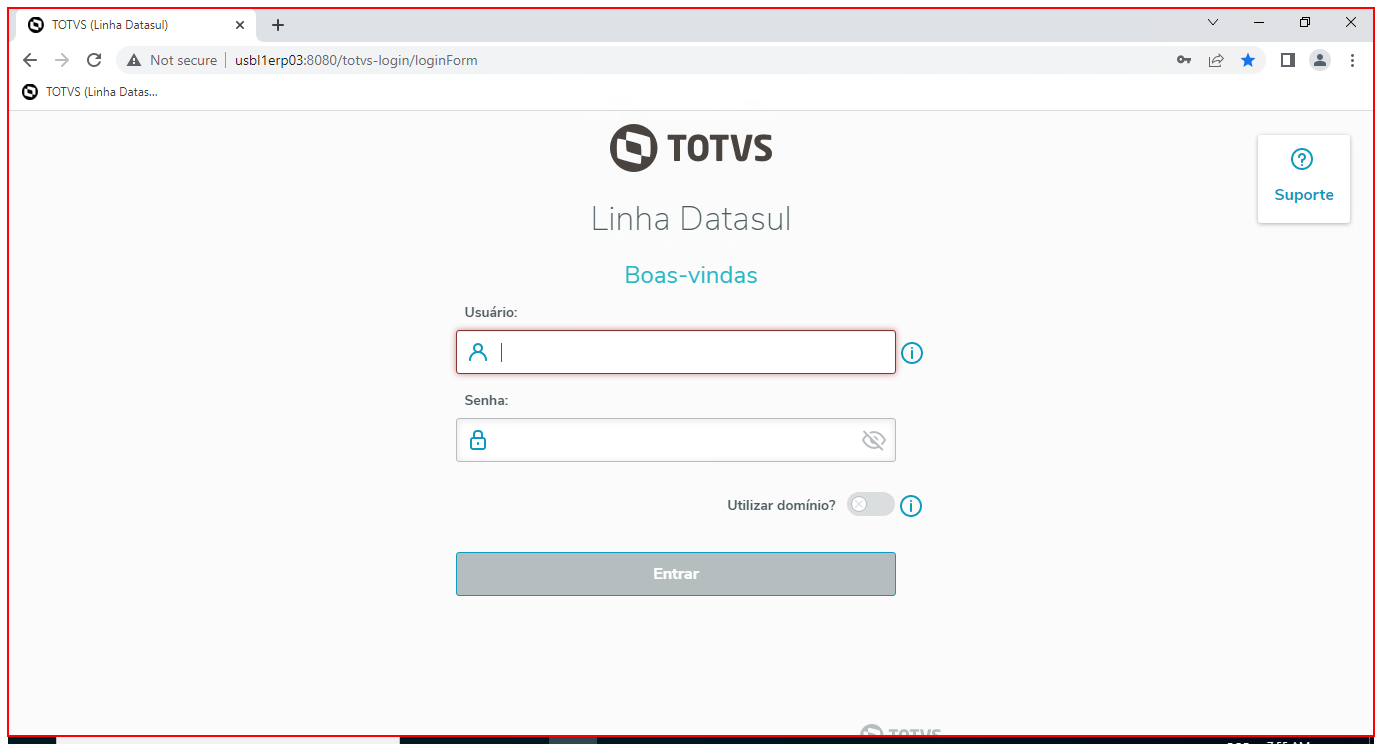 TOTVS (Linha Datasul)
Not secure
usbl1erp03:8080/totvs-login/loginForm
TOTVS (Linha Datas...
TOTVS
Suporte
Linha Datasul
Boas-vindas
Usuário:
Senha:
Utilizar domínio?
Entrar
TOTVS